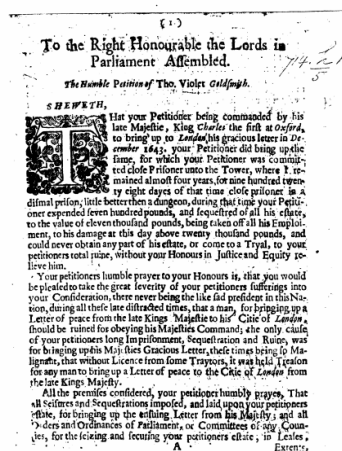 (1)
To the Right Honourable the Lords in
Parliament Assembled.
The Humble Petition of Tho. Violet Goldsmith.
SHEWETH,
THat your Petitioner being commanded by his
late Majestie, King Charles the first at Oxford,
to bring up to London his gracious letter in De-
cember 1643. your Petitioner did bring up the
same, for which your Petitioner was commit-
ted close Prisoner unto the Tower, where I re-
mained almost four years, for nine hundred twen-
ty eight dayes of that time close prisoner in a
dismal prison, little better then a dungeon, during that time your Petiti-
oner expended seven hundred pounds, and sequestred of all his estate,
to the value of eleven thousand pounds, being taken off all his Employ-
ment, to his damage at this day above twenty thousand pounds, and
could never obtain any part of his estate, or come to a Tryal, to your
petitioners total ruine, without your Honours in Justice and Equity re-
lieve him.
Your petitioners humble prayer to your Honours is, that you would
be pleased to take the great severity of your petitioners sufferings into
your Consideration, there never being the like sad president in this Na-
tion, during all these late distracted times, that a man, for bringing up a
Letter of peace from the late Kings Majestie to his Citie of London,
should be ruined for obeying his Majesties Command; the only cause
of your petitioners long Imprisonment, Sequestration and Ruine, was
for bringing up this Majesties Gracious Letter, these times being so Ma-
lignant, that without Licence from some Traytors, it was held Treason
for any man to bring up a Letter of Peace to the Citie of London from
the late Kings Majesty.
All the premises considered, your petitioner humbly prayes, That
all Seisures and Sequestrations imposed, and laid upon your petitioners
estate, for bringing up the ensuing Letter from his Majesty; and all
Orders and Ordinances of Parliament, or Committees of any Coun-
ties, for the seizing and securing your petitioners estate; in Leases,
A Extents,